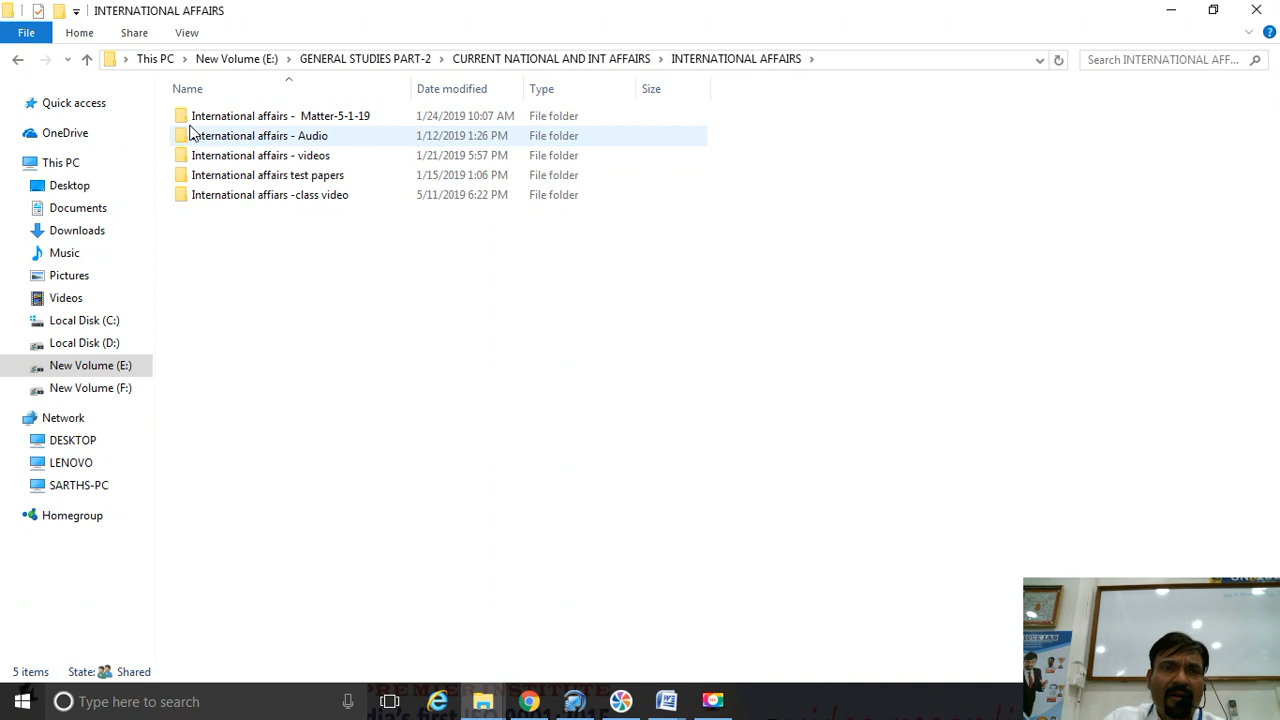 INTERNATIONAL AFFAIRS
File Home Share View
This PC New Volume (E:) GENERAL STUDIES PART-2 CURRENT NATIONAL AND INT AFFAIRS INTERNATIONAL AFFAIRS Search INTERNATIONAL AFF...
Name Date modified Type Size
International affairs - Matter-5-1-19 1/24/2019 10:07 AM File folder
International affairs - Audio 1/12/2019 1:26 PM File folder
International affairs - videos 1/21/2019 5:57 PM File folder
International affairs test papers 1/15/2019 1:06 PM File folder
International affiars -class video 5/11/2019 6:22 PM File folder
Quick access
OneDrive
This PC
Desktop
Documents
Downloads
Music
Pictures
Videos
Local Disk (C:)
Local Disk (D:)
New Volume (E:)
New Volume (F:)
Network
DESKTOP
LENOVO
SARTHS-PC
Homegroup
5 items State: Shared
PREMIER INSTITUTE
Type here to search